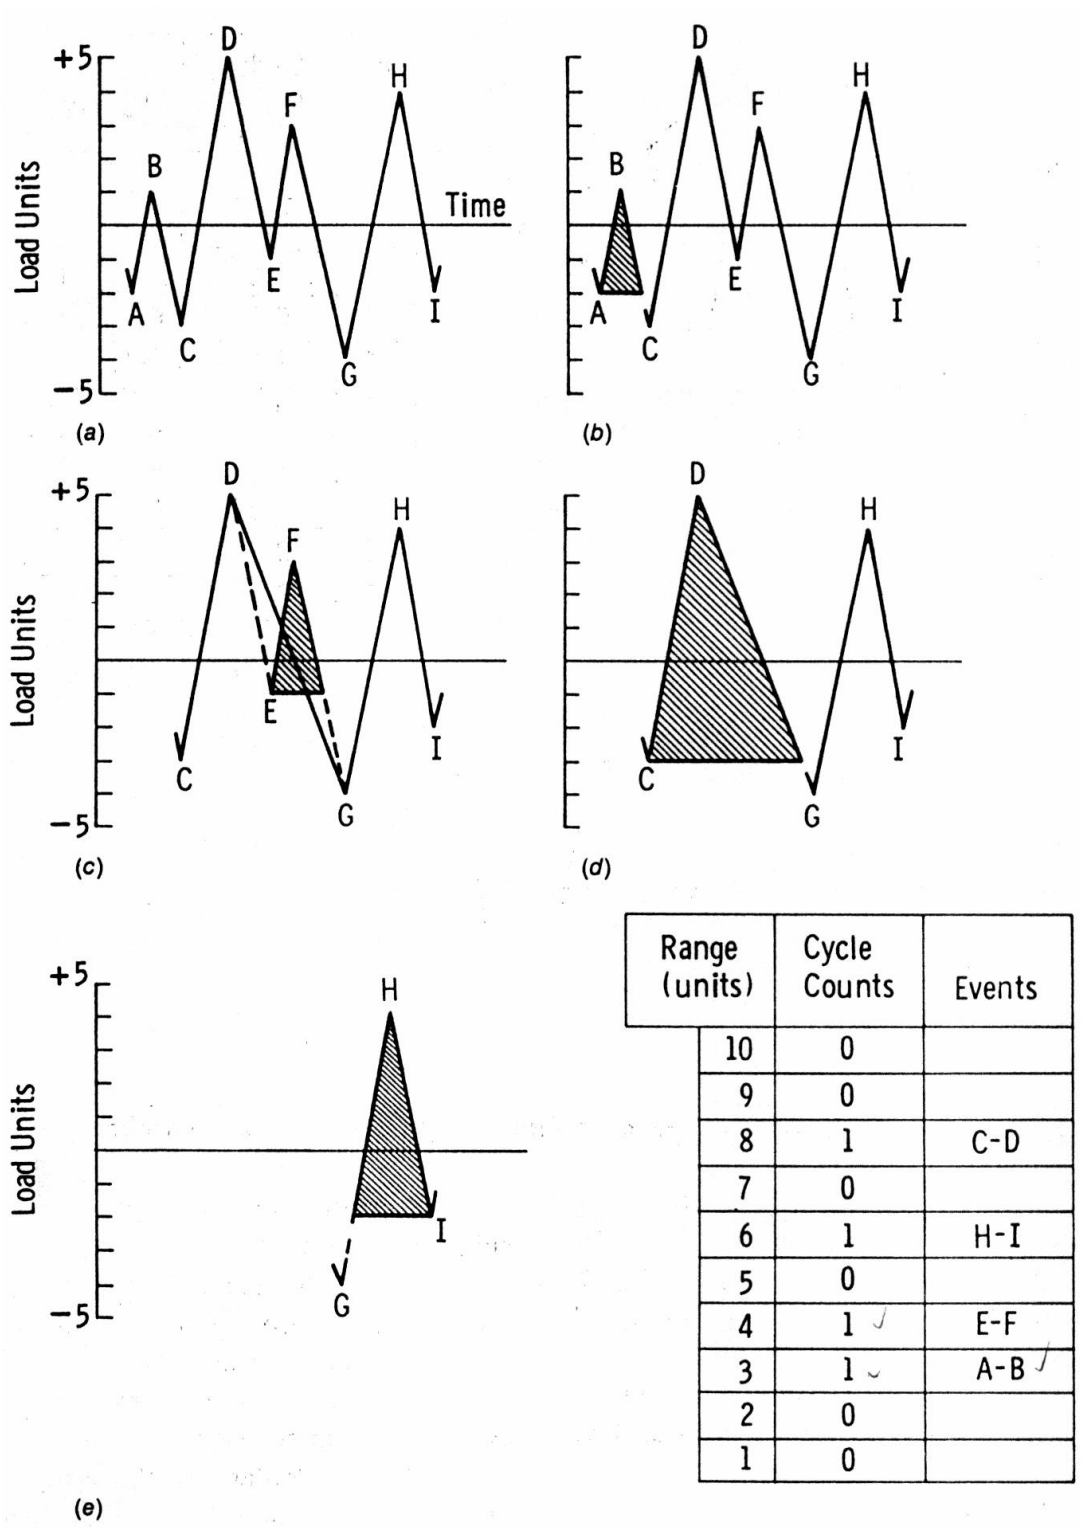 +5
Load Units
-5
A
B
C
D
E
F
G
H
I
Time
(a)
A
B
C
D
E
F
G
H
I
(b)
+5
Load Units
-5
C
D
E
F
G
H
I
(c)
C
D
G
H
I
(d)
+5
Load Units
-5
G
H
I
(e)
Range (units) Cycle Counts Events
10 0
9 0
8 1 C-D
7 0
6 1 H-I
5 0
4 1 E-F
3 1 A-B
2 0
1 0